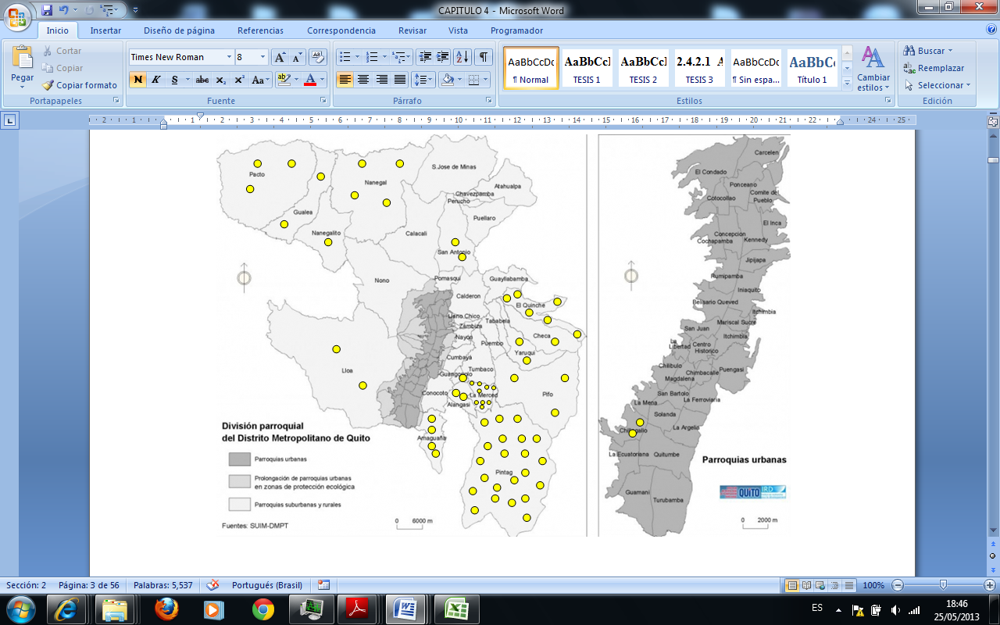 CAPITULO 4 - Microsoft Word
Inicio
Insertar
Diseño de página
Referencias
Correspondencia
Revisar
Vista
Programador
Pegar
Cortar
Copiar
Copiar formato
Portapapeles
Times New Roman
8
N K S abe x₂ x² Aa
Fuente
Párrafo
AaBbCcDc
¶ Normal
AaBbCcl
TESIS 1
AaBbCcl
TESIS 2
2.4.2.1 A
TESIS 3
AaBbCcDc
¶ Sin espa...
AaBbC
Título 1
Cambiar
estilos
Estilos
Buscar
Reemplazar
Seleccionar
Edición
2 1 1 2 3 4 5 6 7 8 9 10 11 12 13 14 15 16 17 18 19 20 21 22 24 25
Pacto
Nanegal
S.Jose de Minas
Atahualpa
Chavezpamba
Perucho
Gualea
Puellaro
Nanegalito
Calacali
San Antonio
Nono
Pomasqui
Guayllabamba
Calderon
El Quinche
Llano Chico
Tababela
Zambiza
Checa
Nayon
Puembo
Yaruqui
Cumbaya
Lloa
Tumbaco
Guangopolo
Conocoto
La Merced
Pifo
Alangasi
Amaguaña
Pintag
División parroquial
del Distrito Metropolitano de Quito
Parroquias urbanas
Prolongación de parroquias urbanas
en zonas de protección ecológica
Parroquias suburbanas y rurales
Fuentes: SUIM-DMPT
0 6000 m
Carcelen
El Condado
Ponceano
Comite del
Pueblo
Cotocollao
El Inca
Concepción
Cochapamba
Kennedy
Jipijapa
Rumipamba
Iniaquito
Belisario Queved
Itchimbia
Mariscal Sucre
San Juan
Itchimbia
La
Libertad
Centro
Historico
Chilibulo
Puengasi
Chimbacalle
Magdalena
San Bartolo
La Ferroviaria
La Mena
Solanda
Chillogallo
La Argelia
La Ecuatoriana
Quitumbe
Guamani
Turubamba
Parroquias urbanas
QUITO
IRD
0 2000 m
Sección: 2
Página: 3 de 56
Palabras: 5,537
Portugués (Brasil)
100%
ES
18:46
25/05/2013